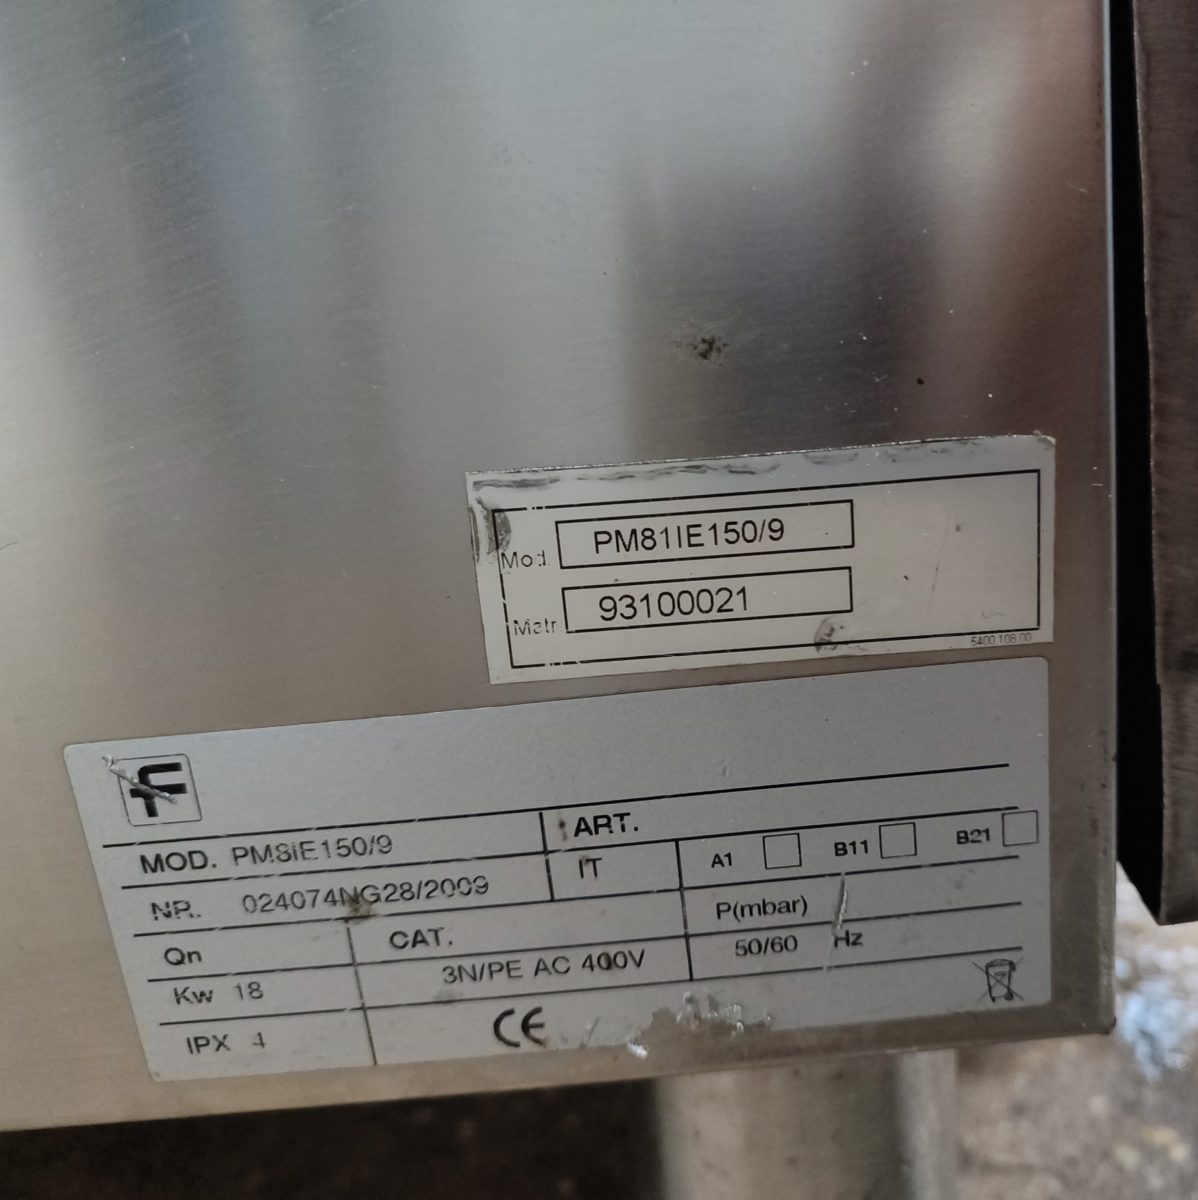 Mod. PM81IE150/9
Matr. 93100021
5400.108.00
MOD. PM8IE150/9 ART.
NR. 024074NG28/2009 IT A1 B11 B21
Qn CAT. P(mbar)
Kw 18 3N/PE AC 400V 50/60 Hz
IPX 4 CE